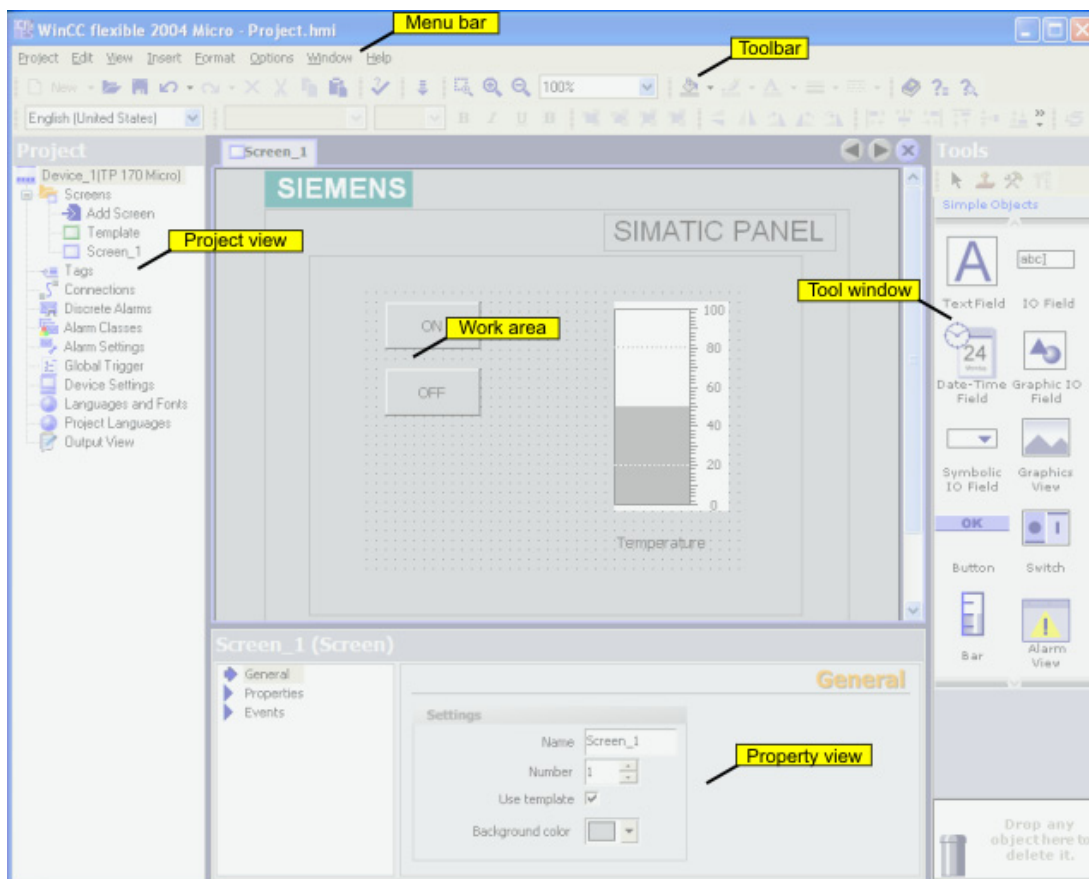 WinCC flexible 2004 Micro - Project.hmi
Menu bar
Project Edit View Insert Format Options Window Help
Toolbar
New
100%
English (United States)
B I U B
Project
Device_1(TP 170 Micro)
Screens
Add Screen
Template
Screen_1
Tags
Connections
Discrete Alarms
Alarm Classes
Alarm Settings
Global Trigger
Device Settings
Languages and Fonts
Project Languages
Output View
Project view
Screen_1
SIEMENS
SIMATIC PANEL
ON
Work area
OFF
100
80
60
40
20
0
Temperature
Tools
Simple Objects
A
abc]
TextField IO Field
Tool window
24
Date-Time Field
Graphic IO Field
Symbolic IO Field
Graphics View
OK
Button Switch
Bar
Alarm View
Screen_1 (Screen)
General
Properties
Events
General
Settings
Name Screen_1
Number 1
Use template
Background color
Property view
Drop any
object here to
delete it.